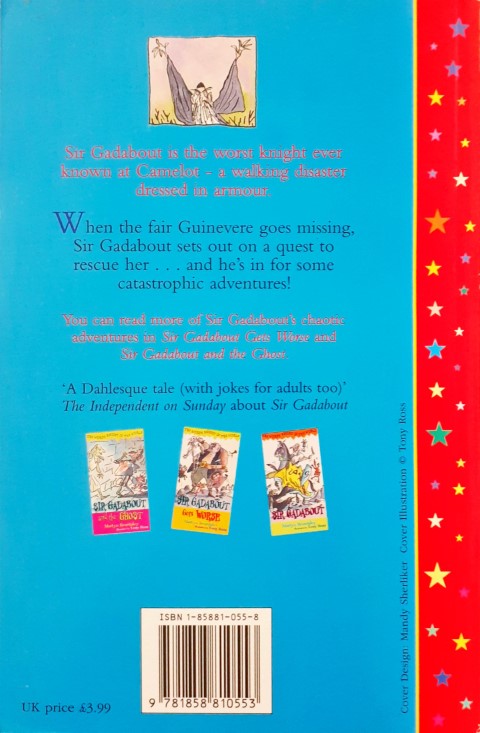 Sir Gadabout is the worst knight ever
known at Camelot - a walking disaster
dressed in armour.
When the fair Guinevere goes missing,
Sir Gadabout sets out on a quest to
rescue her . . . and he's in for some
catastrophic adventures!
You can read more of Sir Gadabout's chaotic
adventures in Sir Gadabout Gets Worse and
Sir Gadabout and the Ghost.
'A Dahlesque tale (with jokes for adults too)'
The Independent on Sunday about Sir Gadabout
SIR GADABOUT
and the GHOST
SIR GADABOUT
Gets WORSE
SIR GADABOUT
ISBN 1-85881-055-8
9 781858 810553
UK price £3.99
Cover Design: Mandy Sherliker Cover Illustration © Tony Ross